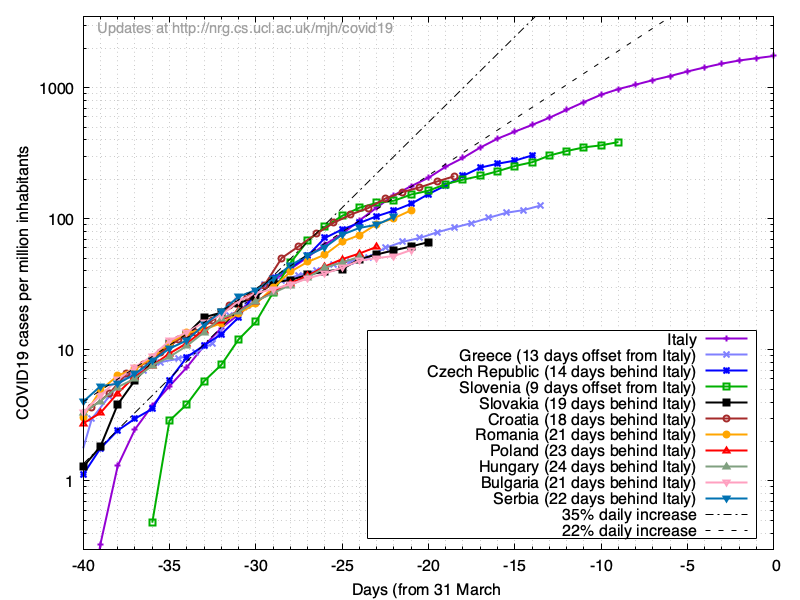 Updates at http://nrg.cs.ucl.ac.uk/mjh/covid19
COVID19 cases per million inhabitants
1000
100
10
1
Italy
Greece (13 days offset from Italy)
Czech Republic (14 days behind Italy)
Slovenia (9 days offset from Italy)
Slovakia (19 days behind Italy)
Croatia (18 days behind Italy)
Romania (21 days behind Italy)
Poland (23 days behind Italy)
Hungary (24 days behind Italy)
Bulgaria (21 days behind Italy)
Serbia (22 days behind Italy)
35% daily increase
22% daily increase
-40 -35 -30 -25 -20 -15 -10 -5 0
Days (from 31 March